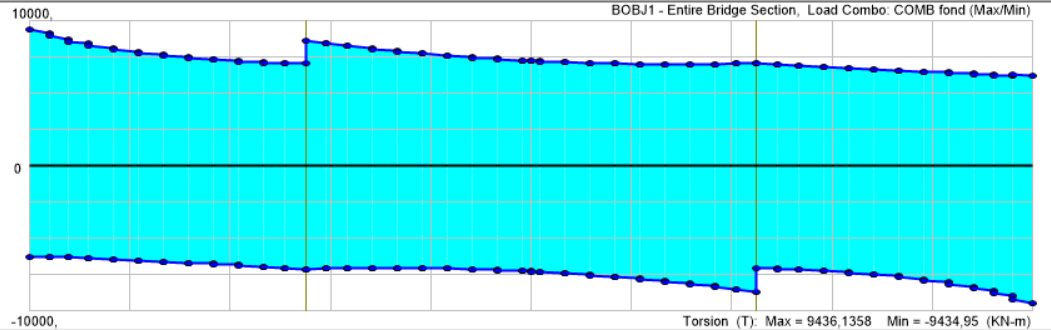 10000,
BOBJ1 - Entire Bridge Section,  Load Combo: COMB fond (Max/Min)
0
-10000,
Torsion  (T):  Max = 9436,1358    Min = -9434,95  (KN-m)